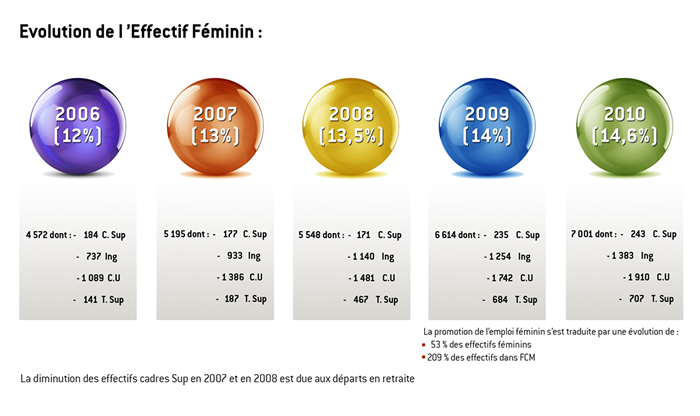 Evolution de l 'Effectif Féminin :
2006
(12%)
2007
(13%)
2008
(13,5%)
2009
(14%)
2010
(14,6%)
4 572 dont : - 184 C. Sup
- 737 Ing
- 1 089 C.U
- 141 T. Sup
5 195 dont : - 177 C. Sup
- 933 Ing
- 1 386 C.U
- 187 T. Sup
5 548 dont : - 171 C. Sup
- 1 140 Ing
- 1 481 C.U
- 467 T. Sup
6 614 dont : - 235 C. Sup
- 1 254 Ing
- 1 742 C.U
- 684 T. Sup
7 001 dont : - 243 C. Sup
- 1 383 Ing
- 1 910 C.U
- 707 T. Sup
La promotion de l'emploi féminin s'est traduite par une évolution de :
• 53 % des effectifs féminins
• 209 % des effectifs dans FCM
La diminution des effectifs cadres Sup en 2007 et en 2008 est due aux départs en retraite